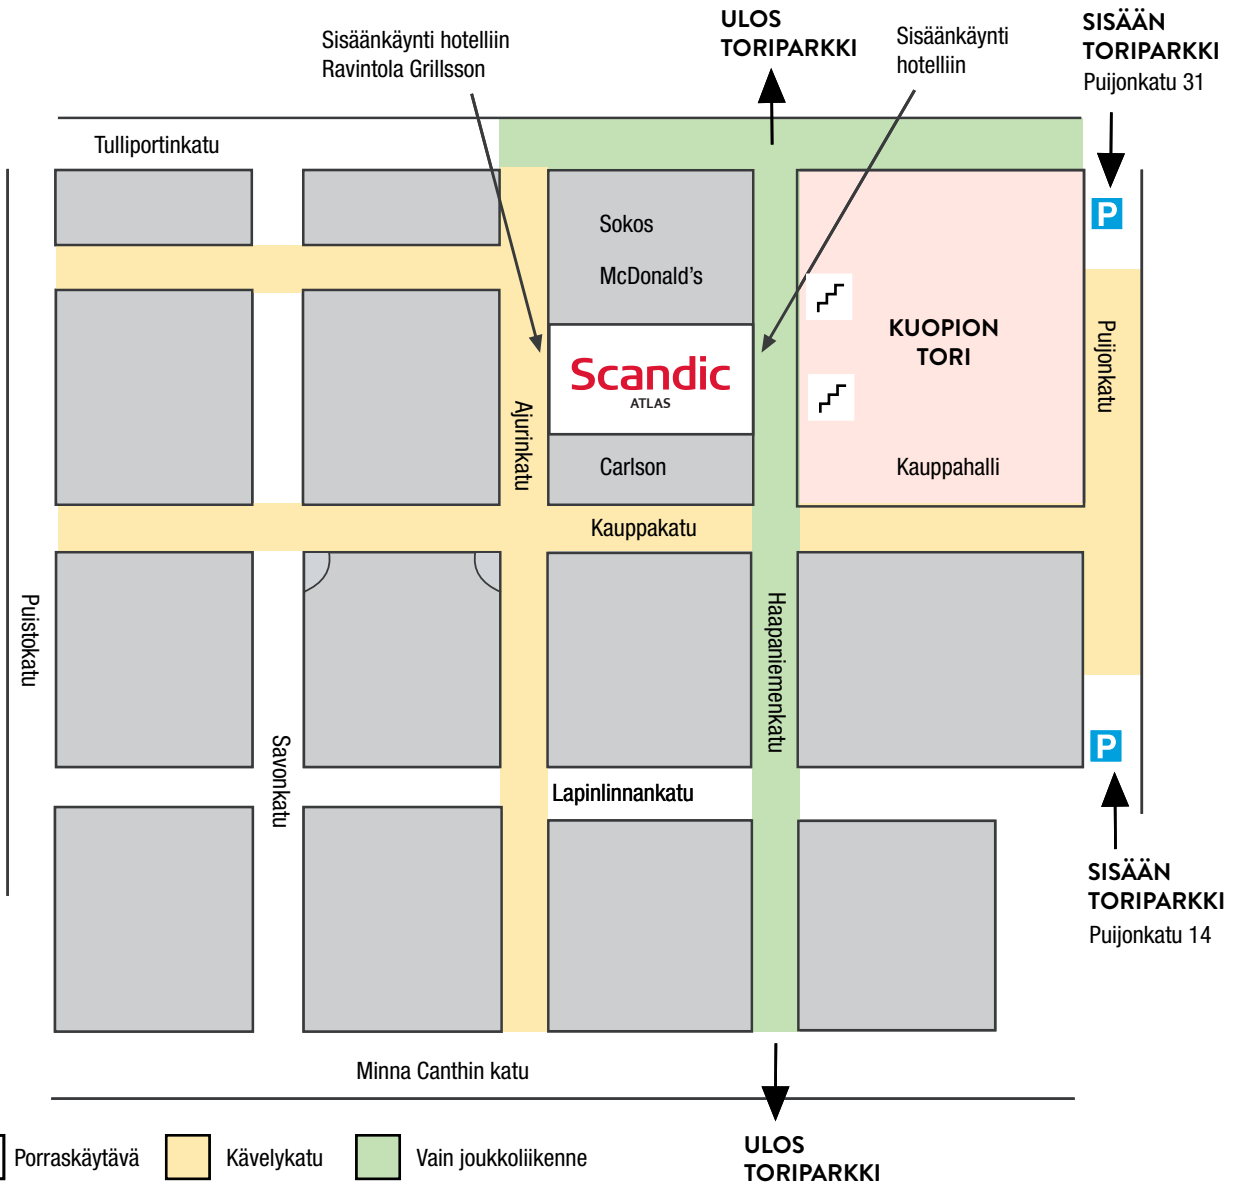 ULOS
TORIPARKKI
Sisäänkäynti hotelliin
Ravintola Grillsson
Sisäänkäynti
hotelliin
SISÄÄN
TORIPARKKI
Puijonkatu 31
Tulliportinkatu
P
Sokos
McDonald's
KUOPION
TORI
Scandic
ATLAS
Puijonkatu
Ajurinkatu
Carlson
Kauppahalli
Kauppakatu
Puistokatu
Haapaniemenkatu
Savonkatu
P
Lapinlinnankatu
SISÄÄN
TORIPARKKI
Puijonkatu 14
Minna Canthin katu
Porraskäytävä
Kävelykatu
Vain joukkoliikenne
ULOS
TORIPARKKI